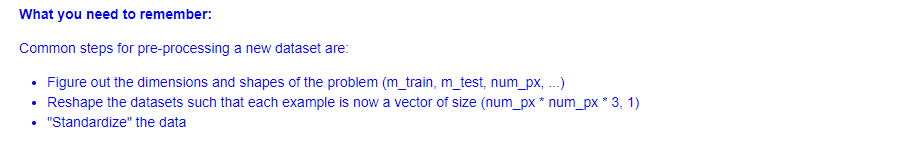 What you need to remember:
Common steps for pre-processing a new dataset are:
• Figure out the dimensions and shapes of the problem (m_train, m_test, num_px, ...)
• Reshape the datasets such that each example is now a vector of size (num_px * num_px * 3, 1)
• "Standardize" the data